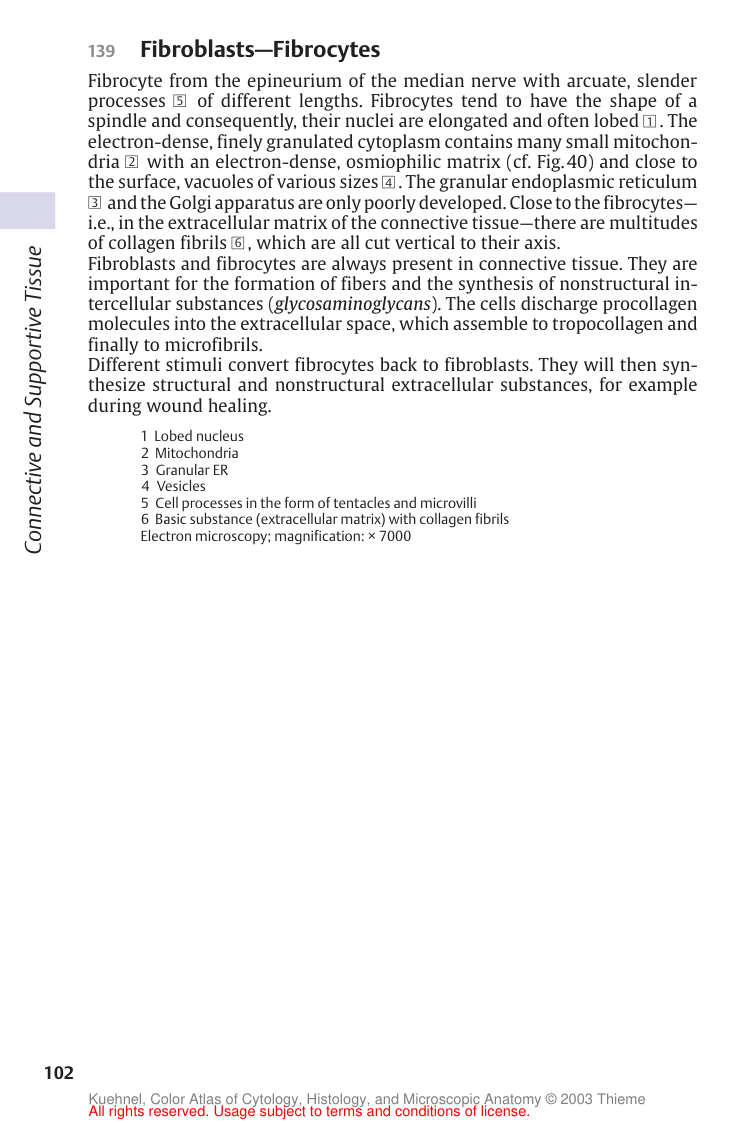 139 Fibroblasts—Fibrocytes
Fibrocyte from the epineurium of the median nerve with arcuate, slender
processes 5 of different lengths. Fibrocytes tend to have the shape of a
spindle and consequently, their nuclei are elongated and often lobed 1. The
electron-dense, finely granulated cytoplasm contains many small mitochon-
dria 2 with an electron-dense, osmiophilic matrix (cf. Fig. 40) and close to
the surface, vacuoles of various sizes 4. The granular endoplasmic reticulum
3 and the Golgi apparatus are only poorly developed. Close to the fibrocytes—
i.e., in the extracellular matrix of the connective tissue—there are multitudes
of collagen fibrils 6, which are all cut vertical to their axis.
Fibroblasts and fibrocytes are always present in connective tissue. They are
important for the formation of fibers and the synthesis of nonstructural in-
tercellular substances (glycosaminoglycans). The cells discharge procollagen
molecules into the extracellular space, which assemble to tropocollagen and
finally to microfibrils.
Different stimuli convert fibrocytes back to fibroblasts. They will then syn-
thesize structural and nonstructural extracellular substances, for example
during wound healing.
1 Lobed nucleus
2 Mitochondria
3 Granular ER
4 Vesicles
5 Cell processes in the form of tentacles and microvilli
6 Basic substance (extracellular matrix) with collagen fibrils
Electron microscopy; magnification: × 7000
Connective and Supportive Tissue
102
Kuehnel, Color Atlas of Cytology, Histology, and Microscopic Anatomy © 2003 Thieme
All rights reserved. Usage subject to terms and conditions of license.